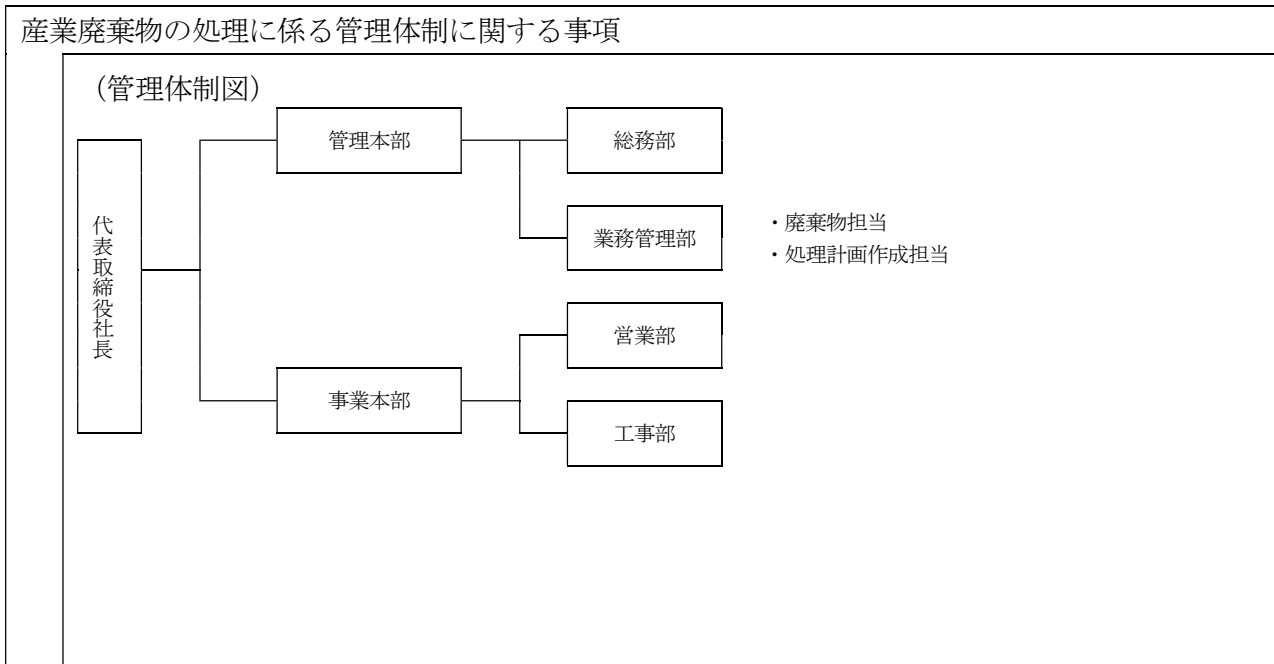 産業廃棄物の処理に係る管理体制に関する事項
（管理体制図）
代表取締役社長
管理本部
総務部
業務管理部
・廃棄物担当
・処理計画作成担当
事業本部
営業部
工事部